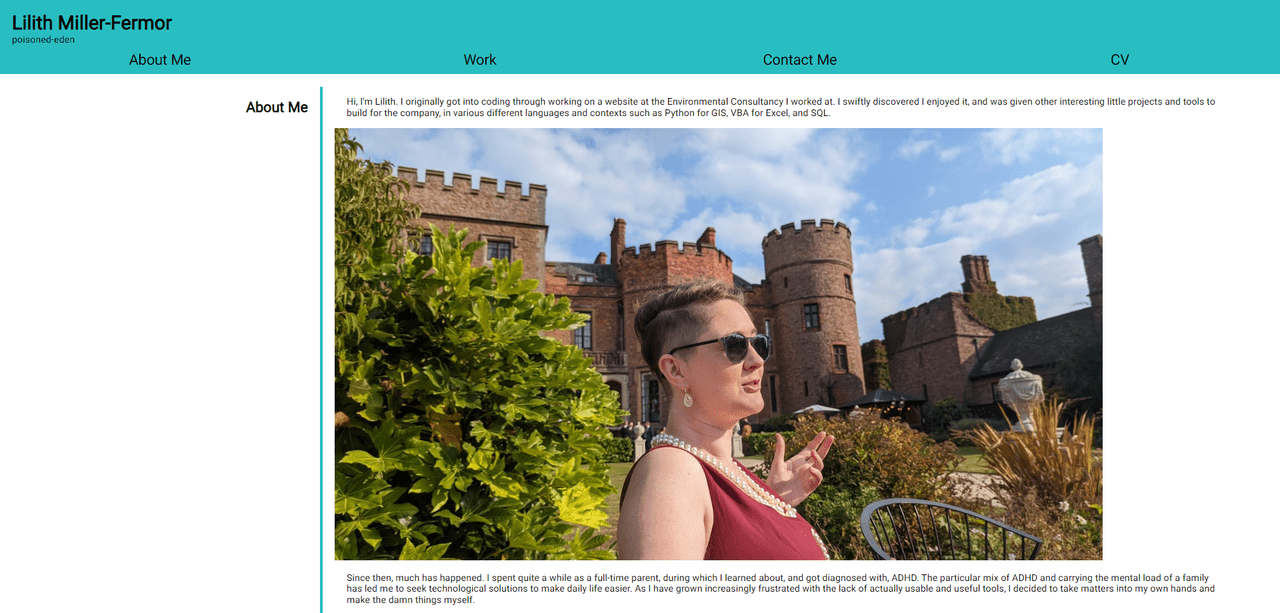 Lilith Miller-Fermor
poisoned-eden
About Me Work Contact Me CV
About Me
Hi, I'm Lilith. I originally got into coding through working on a website at the Environmental Consultancy I worked at. I swiftly discovered I enjoyed it, and was given other interesting little projects and tools to
build for the company, in various different languages and contexts such as Python for GIS, VBA for Excel, and SQL.
Since then, much has happened. I spent quite a while as a full-time parent, during which I learned about, and got diagnosed with, ADHD. The particular mix of ADHD and carrying the mental load of a family
has led me to seek technological solutions to make daily life easier. As I have grown increasingly frustrated with the lack of actually usable and useful tools, I decided to take matters into my own hands and
make the damn things myself.